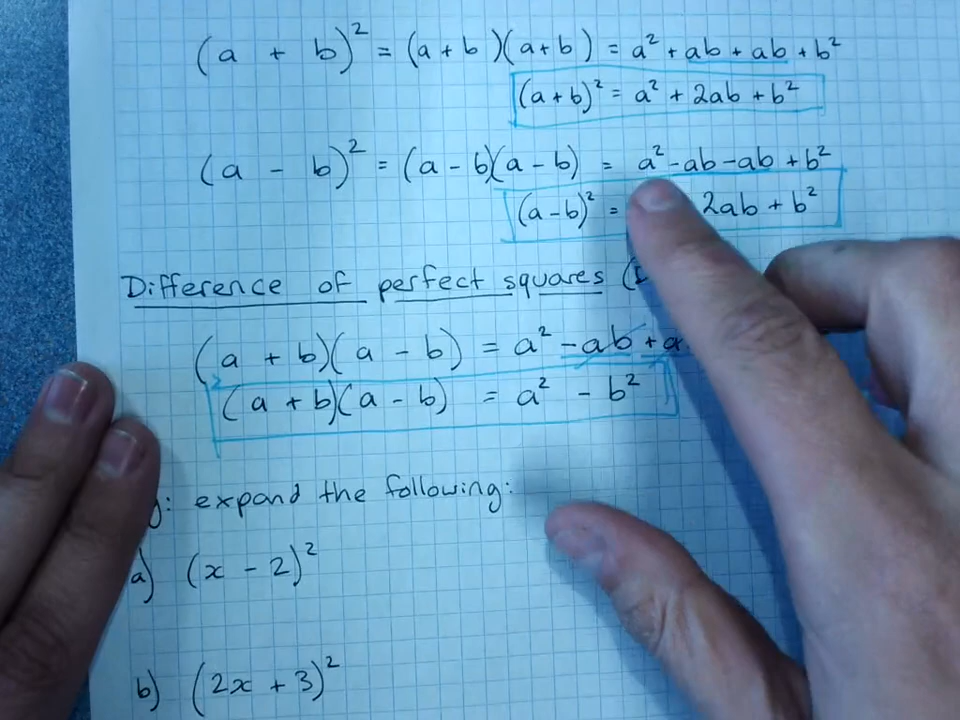 (a + b)² = (a + b)(a + b) = a² + ab + ab + b²
(a + b)² = a² + 2ab + b²
(a - b)² = (a - b)(a - b) = a² - ab - ab + b²
(a - b)² = 2ab + b²
Difference of perfect squares (
(a + b)(a - b) = a² - ab + a
(a + b)(a - b) = a² - b²
: expand the following:
a) (x - 2)²
b) (2x + 3)²